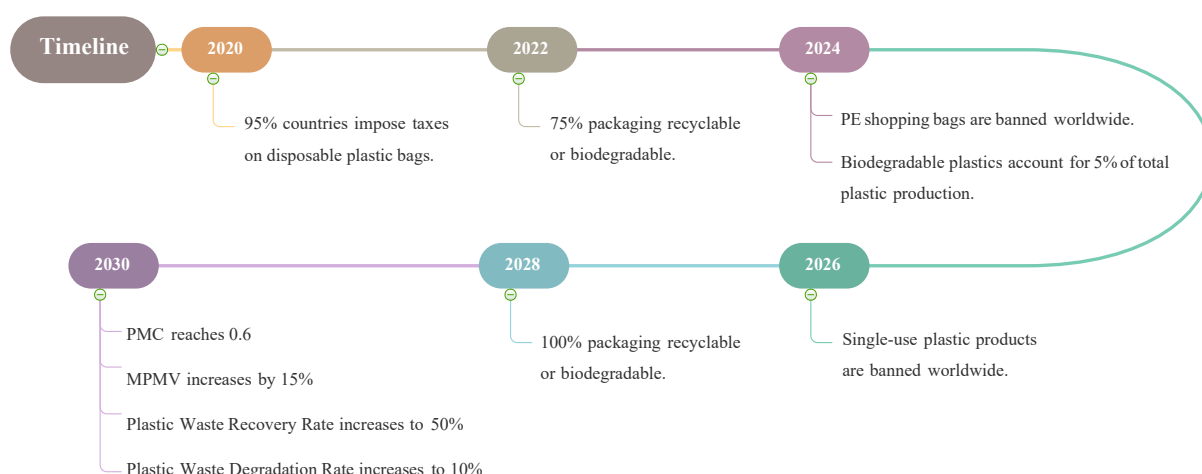 Timeline
2020
2022
2024
95% countries impose taxes
on disposable plastic bags.
75% packaging recyclable
or biodegradable.
PE shopping bags are banned worldwide.
Biodegradable plastics account for 5% of total
plastic production.
2030
2028
2026
PMC reaches 0.6
MPMV increases by 15%
Plastic Waste Recovery Rate increases to 50%
Plastic Waste Degradation Rate increases to 10%
100% packaging recyclable
or biodegradable.
Single-use plastic products
are banned worldwide.